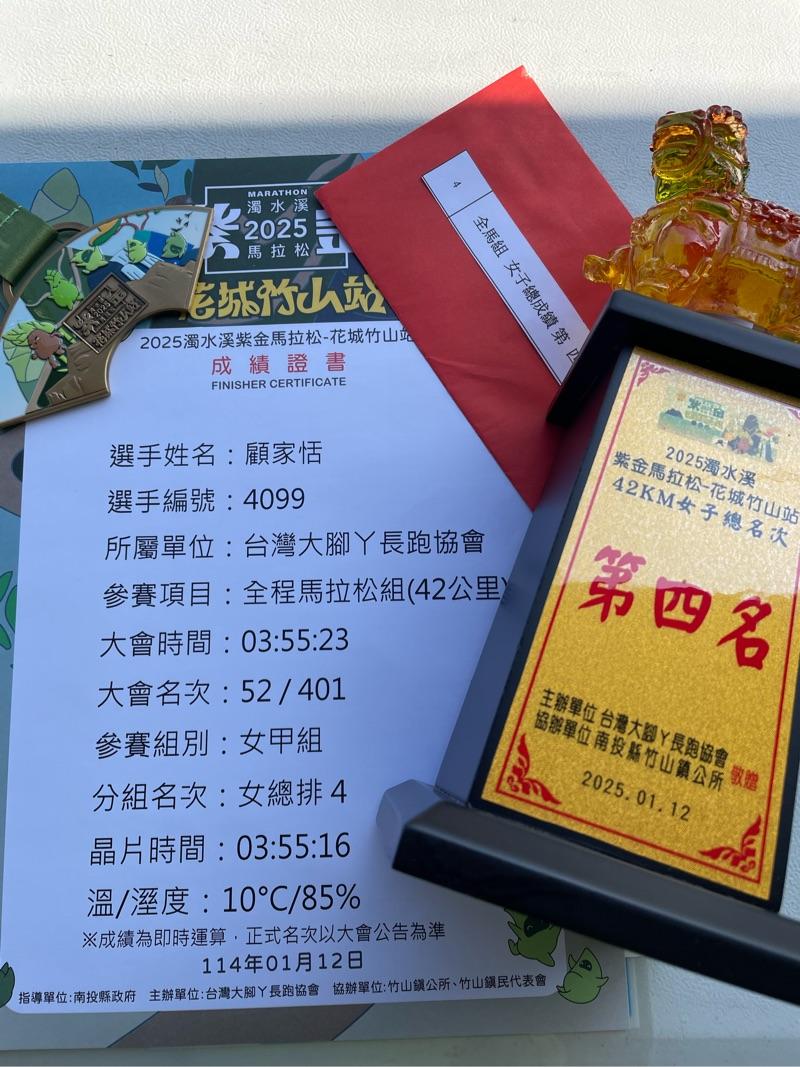 MARATHON
濁水溪
2025
馬拉松
花城竹山站
2025濁水溪紫金馬拉松-花城竹山站
成績證書
FINISHER CERTIFICATE
選手姓名：顧家恬
選手編號：4099
所屬單位：台灣大腳丫長跑協會
參賽項目：全程馬拉松組(42公里)
大會時間：03:55:23
大會名次：52 / 401
參賽組別：女甲組
分組名次：女總排 4
晶片時間：03:55:16
溫/溼度：10°C/85%
※成績為即時運算，正式名次以大會公告為準
114年01月12日
指導單位:南投縣政府 主辦單位:台灣大腳丫長跑協會 協辦單位:竹山鎮公所、竹山鎮民代表會
4
全馬組 女子總成績 第 四
2025濁水溪
紫金馬拉松-花城竹山站
42KM女子總名次
第四名
主辦單位 台灣大腳丫長跑協會
協辦單位 南投縣竹山鎮公所 敬贈
2025.01.12